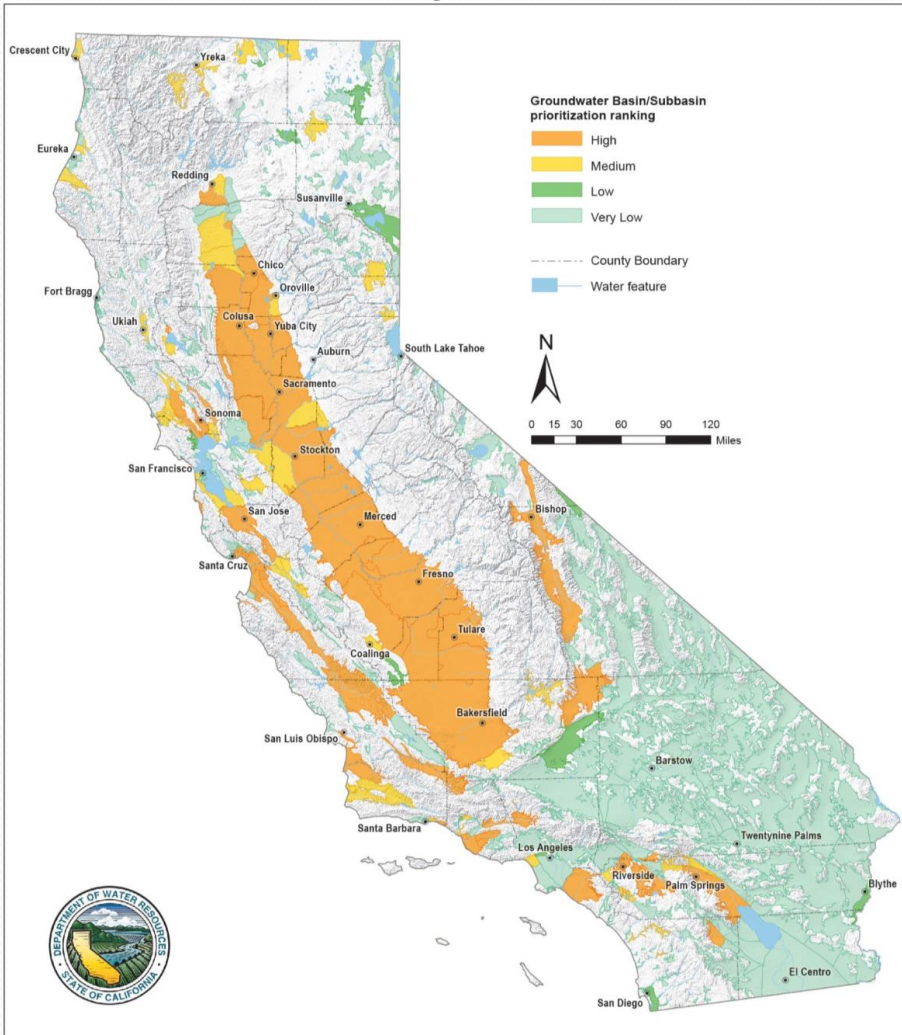 Crescent City
Yreka
Eureka
Redding
Susanville
Chico
Oroville
Fort Bragg
Colusa
Ukiah
Yuba City
Auburn
South Lake Tahoe
Sacramento
Sonoma
Stockton
San Francisco
San Jose
Merced
Bishop
Santa Cruz
Fresno
Tulare
Coalinga
Bakersfield
San Luis Obispo
Barstow
Santa Barbara
Los Angeles
Twentynine Palms
Riverside
Palm Springs
Blythe
El Centro
San Diego
Groundwater Basin/Subbasin
prioritization ranking
High
Medium
Low
Very Low
County Boundary
Water feature
N
0 15 30 60 90 120
Miles
DEPARTMENT OF WATER RESOURCES
STATE OF CALIFORNIA